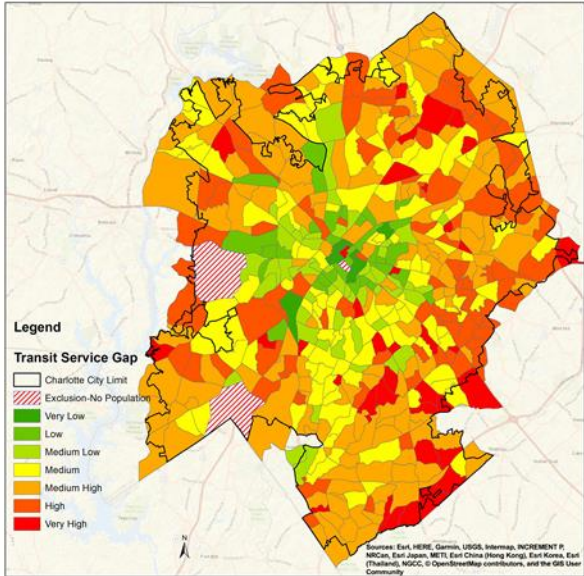 Legend
Transit Service Gap
Charlotte City Limit
Exclusion-No Population
Very Low
Low
Medium Low
Medium
Medium High
High
Very High
N
Sources: Esri, HERE, Garmin, USGS, Intermap, INCREMENT P,
NRCan, Esri Japan, METI, Esri China (Hong Kong), Esri Korea, Esri
(Thailand), NGCC, © OpenStreetMap contributors, and the GIS User
Community